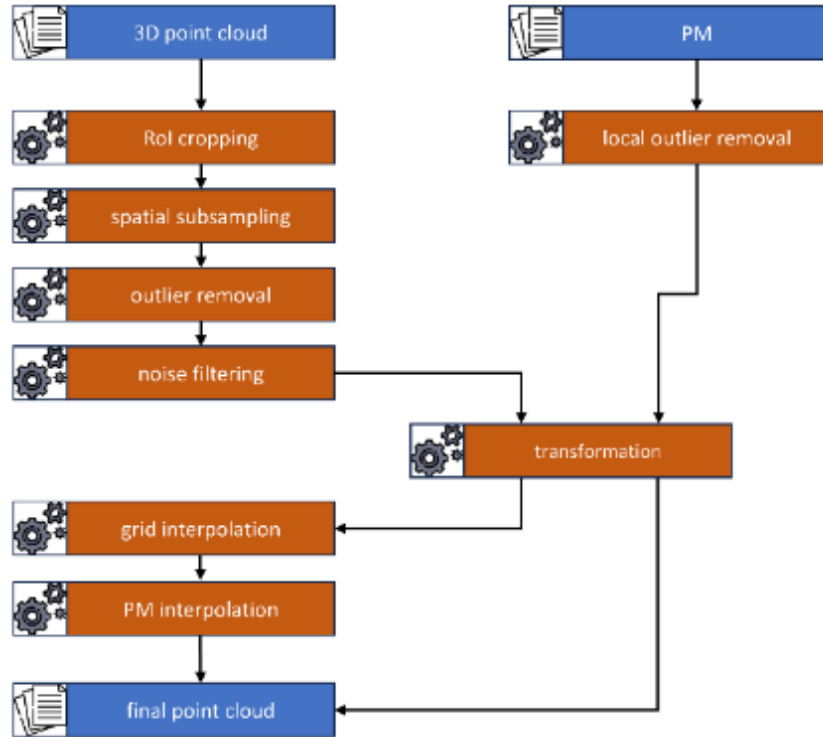 3D point cloud
PM
RoI cropping
local outlier removal
spatial subsampling
outlier removal
noise filtering
transformation
grid interpolation
PM interpolation
final point cloud